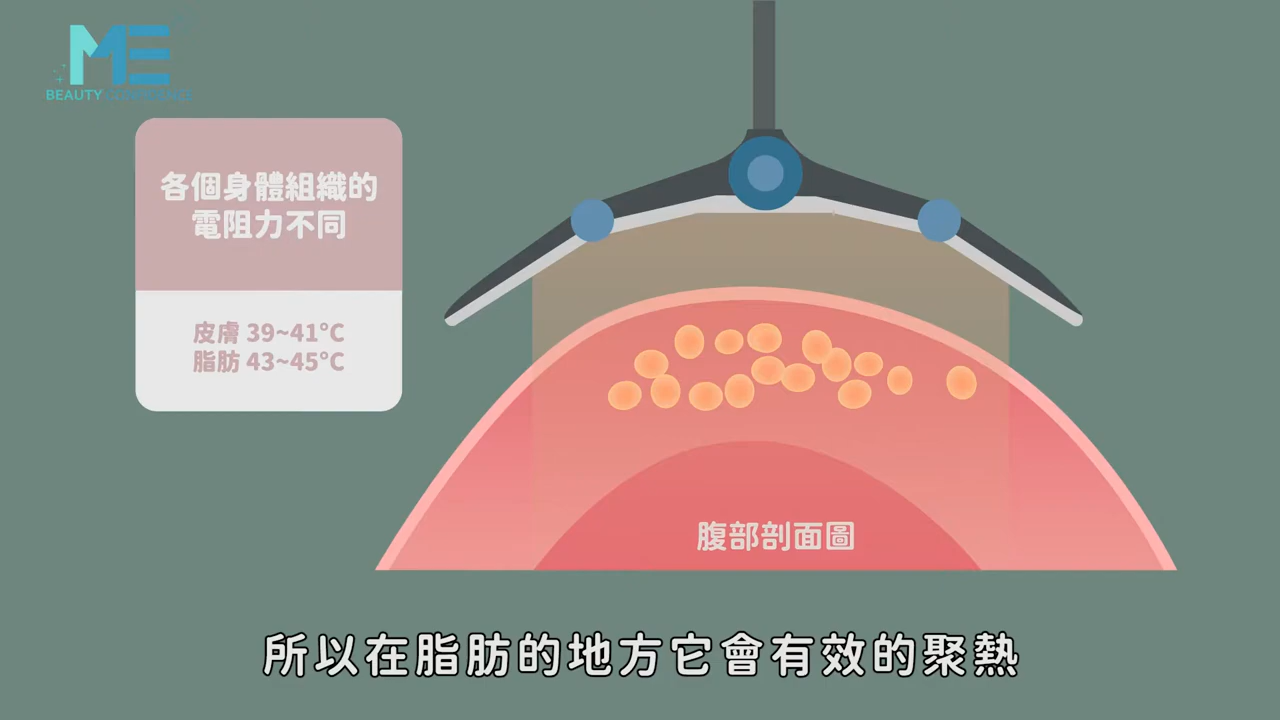 ME
BEAUTY CONFIDENCE
各個身體組織的
電阻力不同
皮膚 39~41°C
脂肪 43~45°C
腹部剖面圖
所以在脂肪的地方它會有效的聚熱